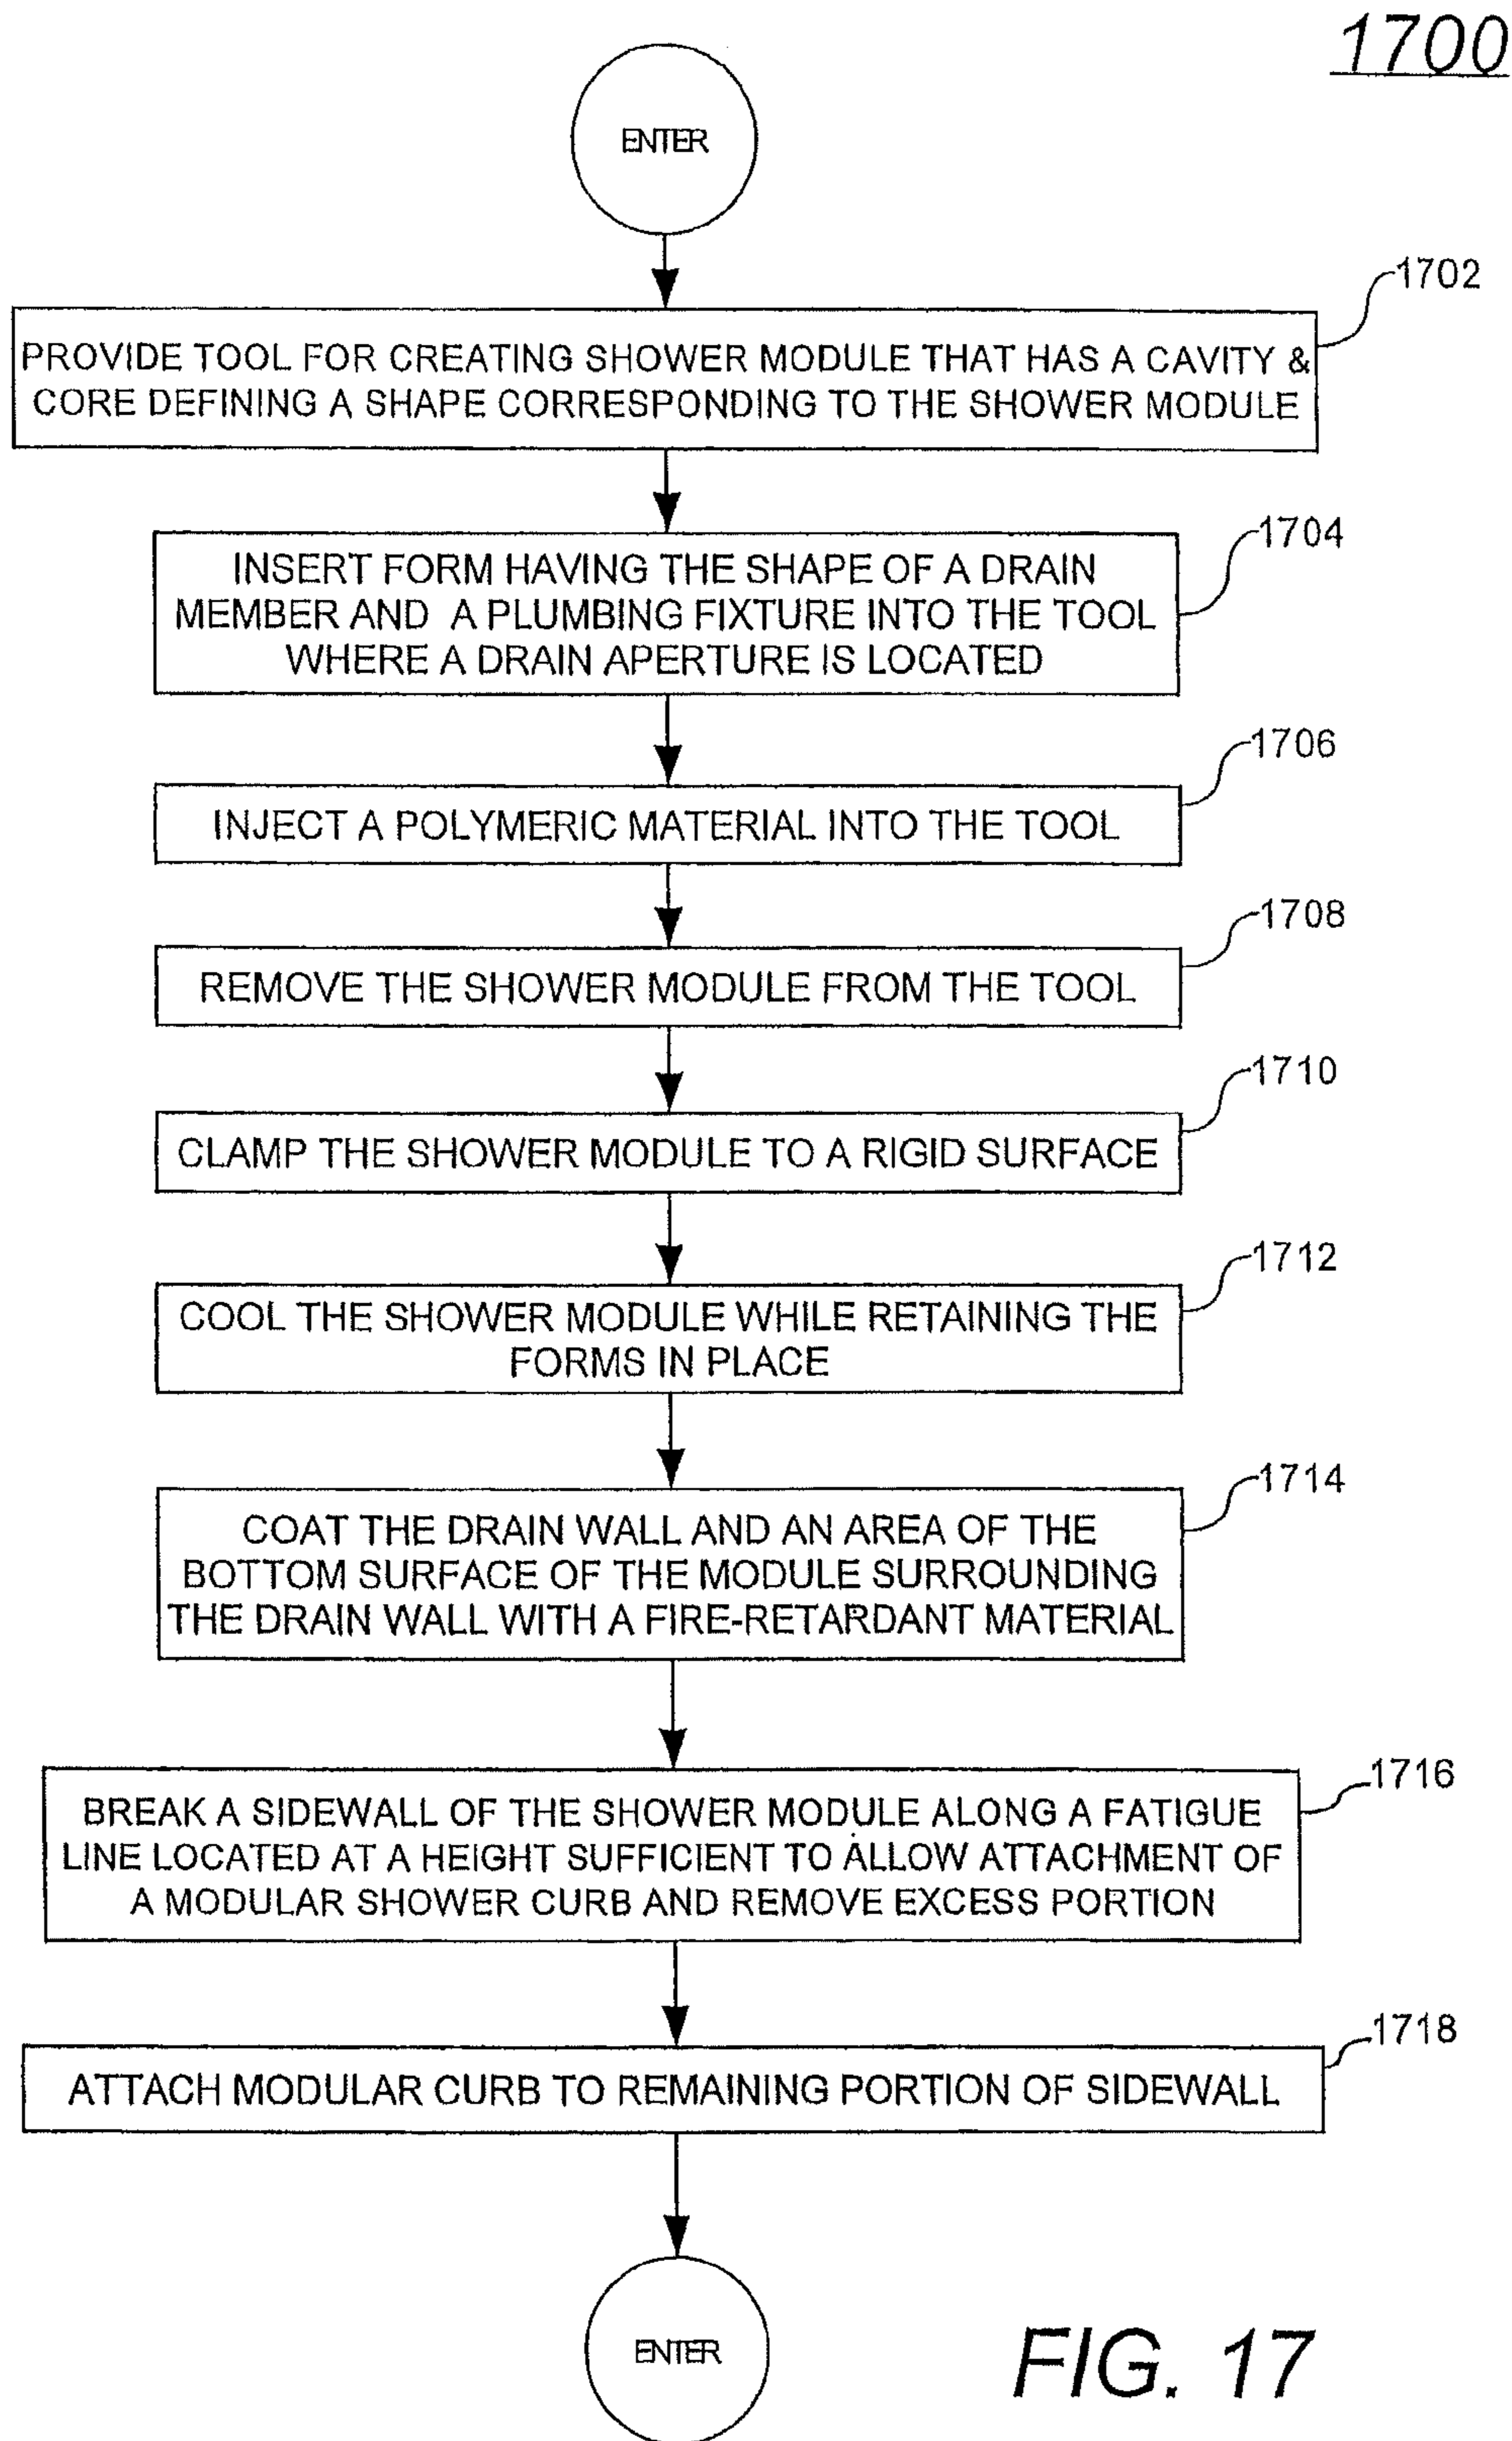 1700
ENTER
1702
PROVIDE TOOL FOR CREATING SHOWER MODULE THAT HAS A CAVITY &
CORE DEFINING A SHAPE CORRESPONDING TO THE SHOWER MODULE
1704
INSERT FORM HAVING THE SHAPE OF A DRAIN
MEMBER AND A PLUMBING FIXTURE INTO THE TOOL
WHERE A DRAIN APERTURE IS LOCATED
1706
INJECT A POLYMERIC MATERIAL INTO THE TOOL
1708
REMOVE THE SHOWER MODULE FROM THE TOOL
1710
CLAMP THE SHOWER MODULE TO A RIGID SURFACE
1712
COOL THE SHOWER MODULE WHILE RETAINING THE
FORMS IN PLACE
1714
COAT THE DRAIN WALL AND AN AREA OF THE
BOTTOM SURFACE OF THE MODULE SURROUNDING
THE DRAIN WALL WITH A FIRE-RETARDANT MATERIAL
1716
BREAK A SIDEWALL OF THE SHOWER MODULE ALONG A FATIGUE
LINE LOCATED AT A HEIGHT SUFFICIENT TO ALLOW ATTACHMENT OF
A MODULAR SHOWER CURB AND REMOVE EXCESS PORTION
1718
ATTACH MODULAR CURB TO REMAINING PORTION OF SIDEWALL
ENTER
FIG. 17